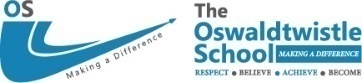 OS
Making a Difference
The
Oswaldtwistle
School
MAKING A DIFFERENCE
RESPECT • BELIEVE • ACHIEVE • BECOME